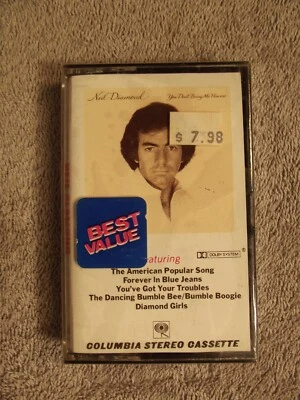 Neil Diamond
You Don't Bring Me Flowers
$ 7.98
BEST
VALUE
DOLBY SYSTEM
turing
The American Popular Song
Forever In Blue Jeans
You've Got Your Troubles
The Dancing Bumble Bee/Bumble Boogie
Diamond Girls
COLUMBIA STEREO CASSETTE